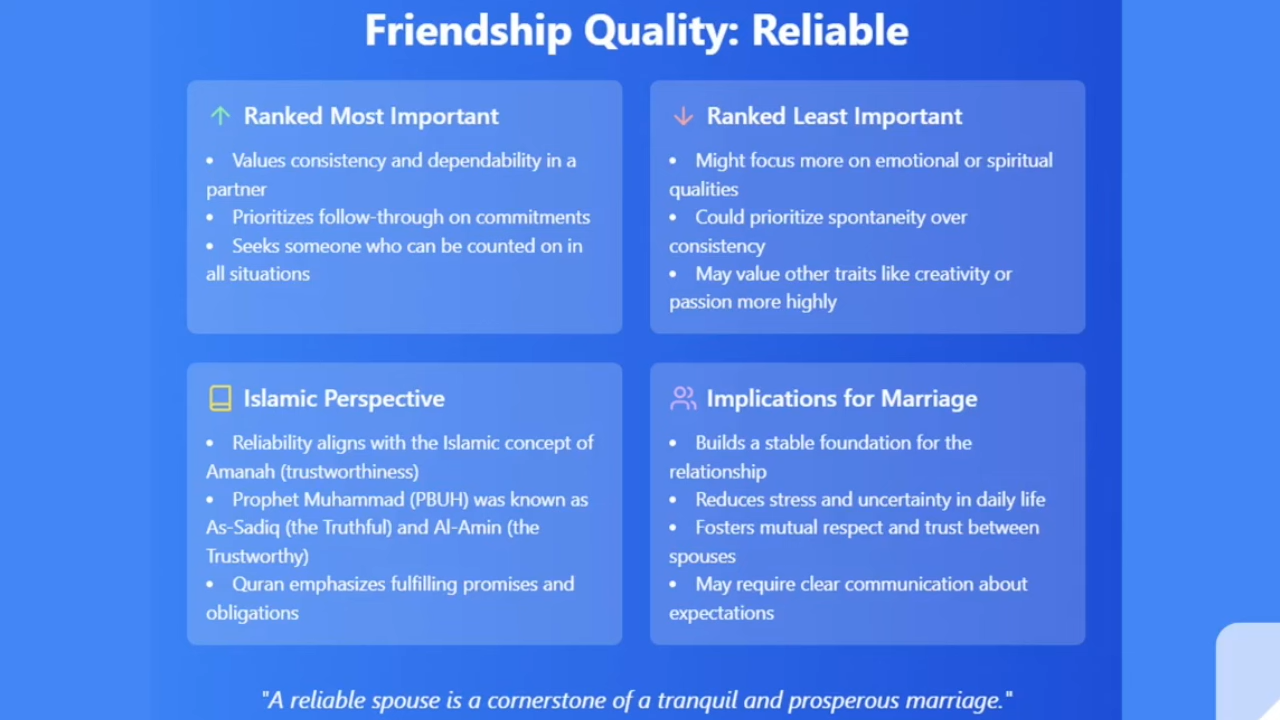 Friendship Quality: Reliable
Ranked Most Important
• Values consistency and dependability in a
partner
• Prioritizes follow-through on commitments
• Seeks someone who can be counted on in
all situations
Ranked Least Important
• Might focus more on emotional or spiritual
qualities
• Could prioritize spontaneity over
consistency
• May value other traits like creativity or
passion more highly
Islamic Perspective
• Reliability aligns with the Islamic concept of
Amanah (trustworthiness)
• Prophet Muhammad (PBUH) was known as
As-Sadiq (the Truthful) and Al-Amin (the
Trustworthy)
• Quran emphasizes fulfilling promises and
obligations
Implications for Marriage
• Builds a stable foundation for the
relationship
• Reduces stress and uncertainty in daily life
• Fosters mutual respect and trust between
spouses
• May require clear communication about
expectations
"A reliable spouse is a cornerstone of a tranquil and prosperous marriage."